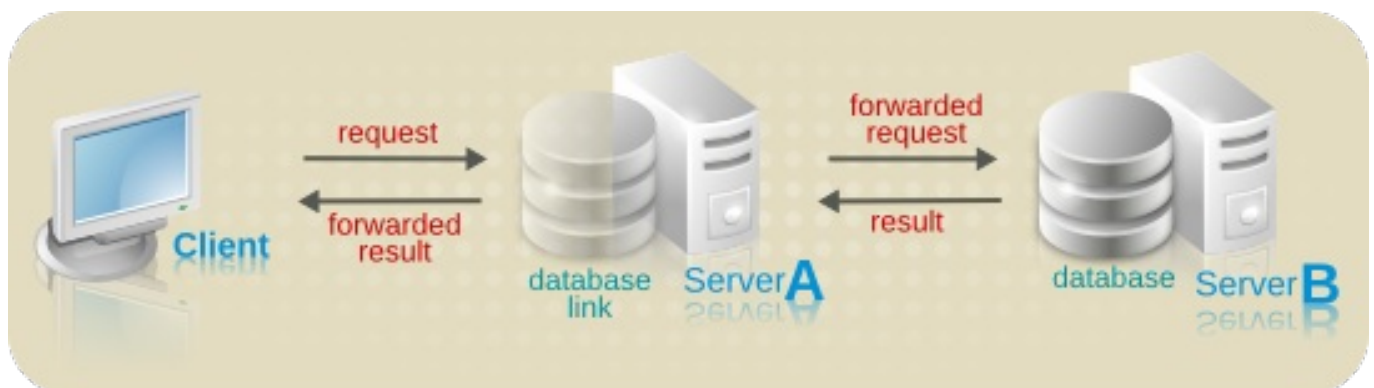 request
forwarded
result
Client
database
link
Server A
forwarded
request
result
database
Server B